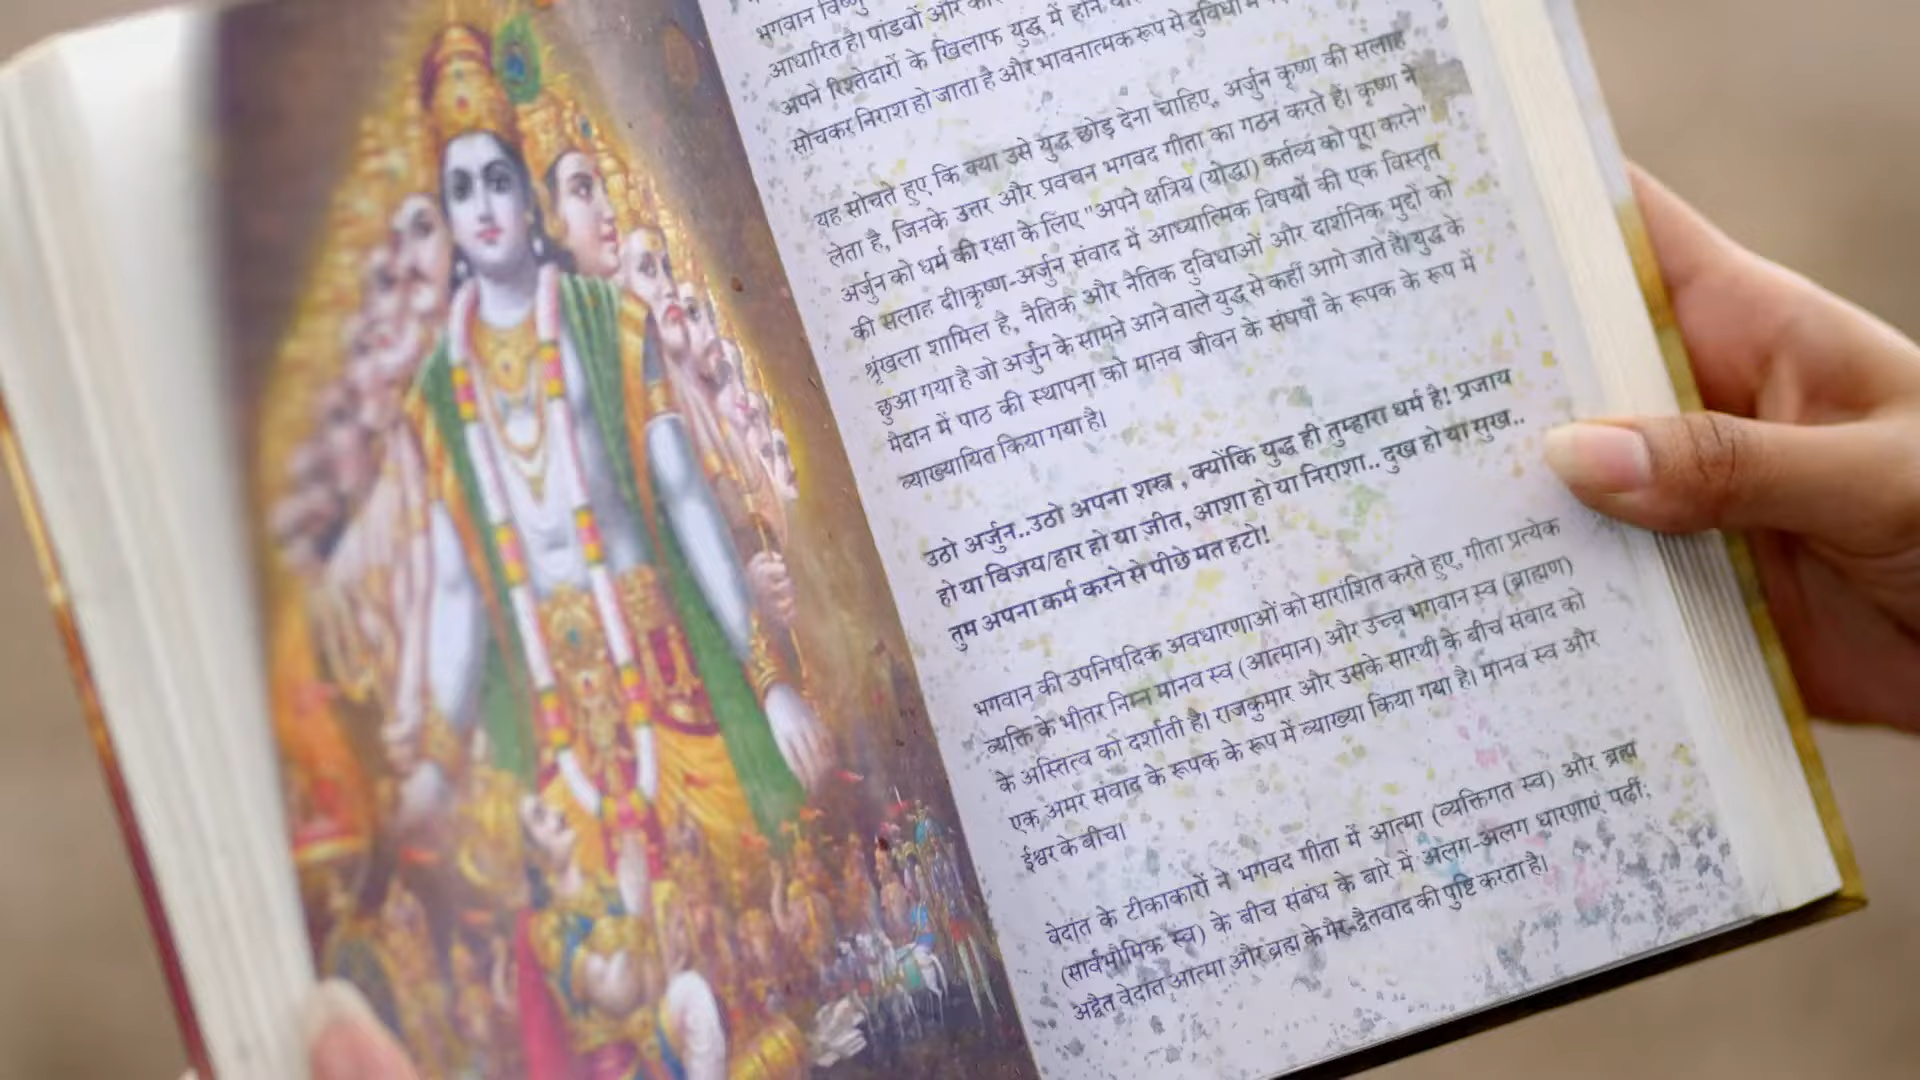 भगवान विष्णु
आधारित है। पांडवों और
अपने रिश्तेदारों के खिलाफ युद्ध में होने
सोचकर निराश हो जाता है और भावनात्मक रूप से दुविधा में
यह सोचते हुए कि क्या उसे युद्ध छोड़ देना चाहिए, अर्जुन कृष्ण की सलाह
लेता है, जिनके उत्तर और प्रवचन भगवद गीता का गठन करते हैं। कृष्ण ने
अर्जुन को धर्म की रक्षा के लिए "अपने क्षत्रिय (योद्धा) कर्तव्य को पूरा करने"
की सलाह दी।कृष्ण-अर्जुन संवाद में आध्यात्मिक विषयों की एक विस्तृत
श्रृंखला शामिल है, नैतिक और नैतिक दुविधाओं और दार्शनिक मुद्दों को
छुआ गया है जो अर्जुन के सामने आने वाले युद्ध से कहीं आगे जाते हैं।युद्ध के
मैदान में पाठ की स्थापना को मानव जीवन के संघर्षों के रूपक के रूप में
व्याख्यायित किया गया है।
उठो अर्जुन..उठो अपना शस्त्र , क्योंकि युद्ध ही तुम्हारा धर्म है! प्रजाय
हो या विजय/हार हो या जीत, आशा हो या निराशा.. दुख हो या सुख..
तुम अपना कर्म करने से पीछे मत हटो!
भगवान की उपनिषदिक अवधारणाओं को सारांशित करते हुए, गीता प्रत्येक
व्यक्ति के भीतर निम्न मानव स्व (आत्मान) और उच्च भगवान स्व (ब्राह्मण)
के अस्तित्व को दर्शाती है। राजकुमार और उसके सारथी के बीच संवाद को
एक अमर संवाद के रूपक के रूप में व्याख्या किया गया है। मानव स्व और
ईश्वर के बीच।
वेदांत के टीकाकारों ने भगवद गीता में आत्मा (व्यक्तिगत स्व) और ब्रह्म
(सार्वभौमिक स्व) के बीच संबंध के बारे में अलग-अलग धारणाएं पढ़ीं;
अद्वैत वेदांत आत्मा और ब्रह्म के गैर-द्वैतवाद की पुष्टि करता है।